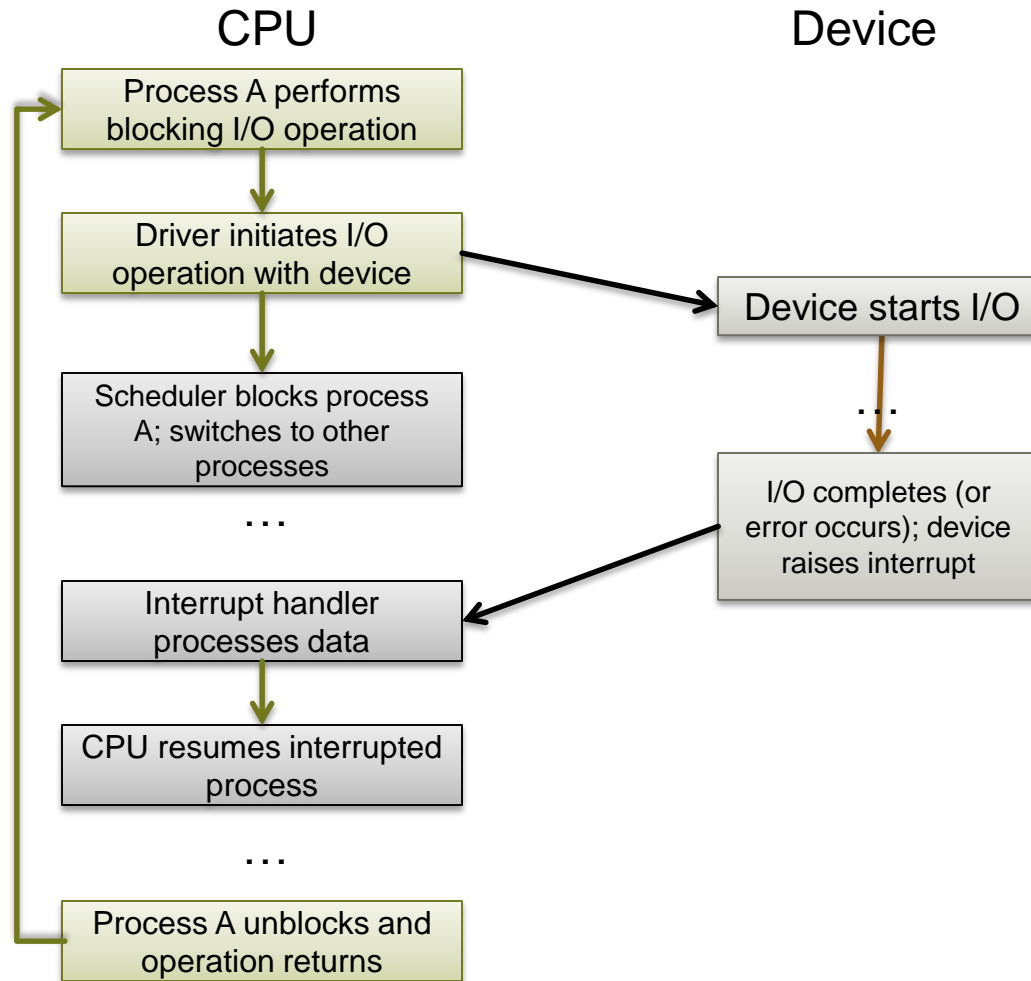 CPU
Device
Process A performs
blocking I/O operation
Driver initiates I/O
operation with device
Device starts I/O
...
Scheduler blocks process
A; switches to other
processes
...
I/O completes (or
error occurs); device
raises interrupt
Interrupt handler
processes data
CPU resumes interrupted
process
...
Process A unblocks and
operation returns